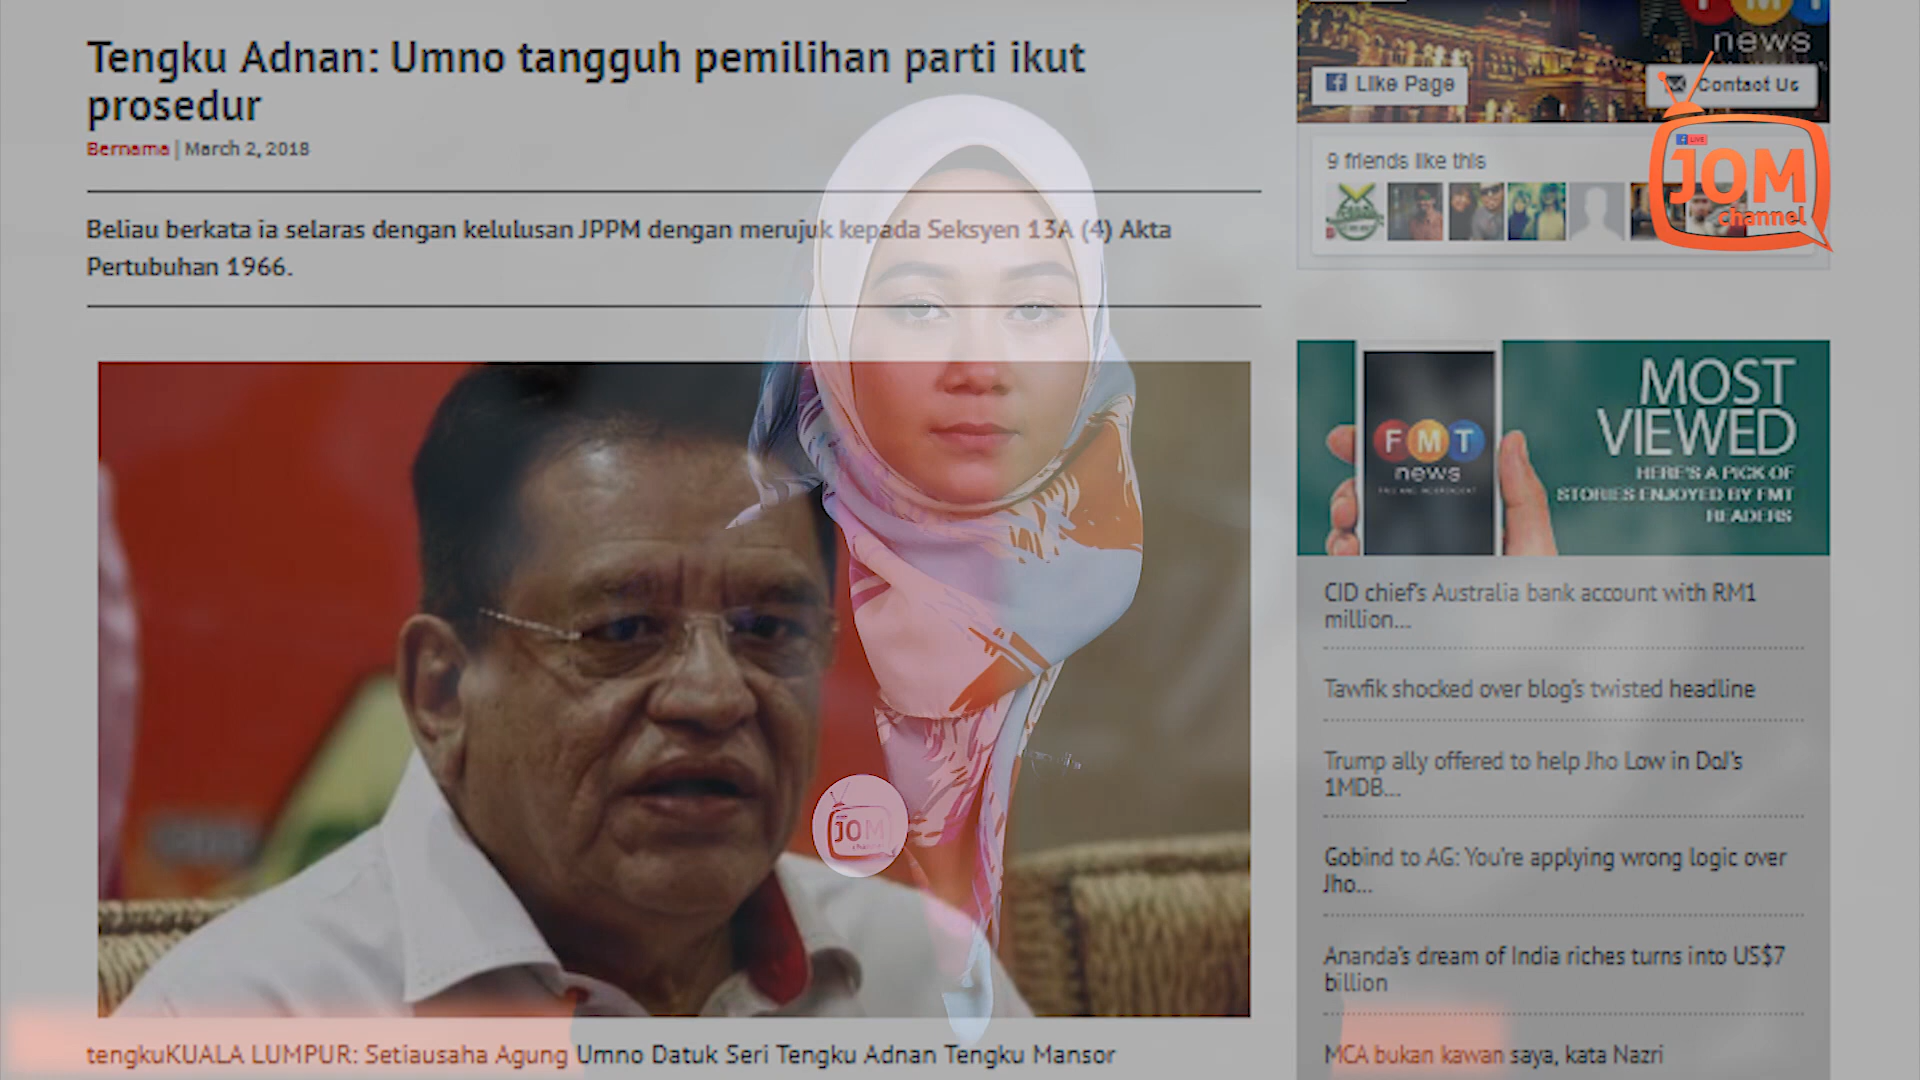 Tengku Adnan: Umno tangguh pemilihan parti ikut
prosedur
Bernama | March 2, 2018
Beliau berkata ia selaras dengan kelulusan JPPM dengan merujuk kepada Seksyen 13A (4) Akta
Pertubuhan 1966.
tengkuKUALA LUMPUR: Setiausaha Agung Umno Datuk Seri Tengku Adnan Tengku Mansor
JOM
channel
FMT
news
Like Page
Contact Us
9 friends like this
LIVE
JOM
channel
FMT
news
MOST
VIEWED
HERE'S A PICK OF
STORIES ENJOYED BY FMT
READERS
CID chief's Australia bank account with RM1
million...
Tawfik shocked over blog's twisted headline
Trump ally offered to help Jho Low in DoJ's
1MDB...
Gobind to AG: You're applying wrong logic over
Jho...
Ananda's dream of India riches turns into US$7
billion
MCA bukan kawan saya, kata Nazri